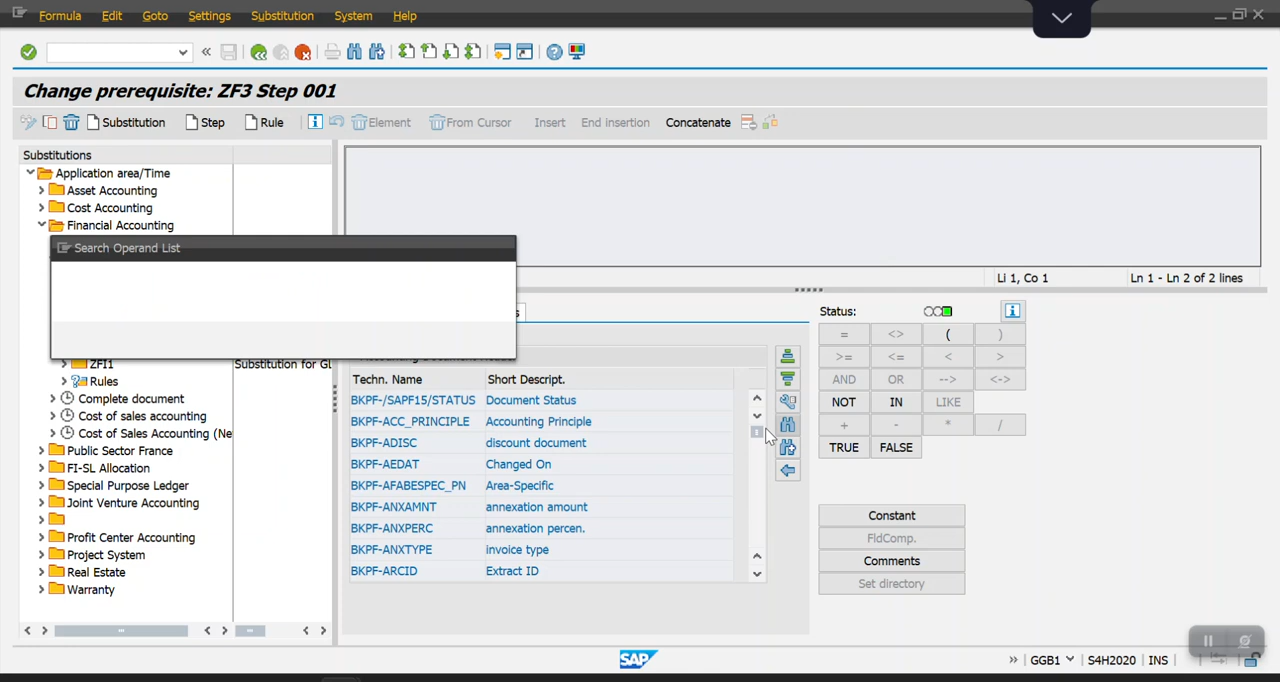 Formula Edit Goto Settings Substitution System Help
Change prerequisite: ZF3 Step 001
Substitution Step Rule Element From Cursor Insert End insertion Concatenate
Substitutions
Application area/Time
Asset Accounting
Cost Accounting
Financial Accounting
Search Operand List
Li 1, Co 1 Ln 1 - Ln 2 of 2 lines
ZF1 Substitution for GL
Rules
Complete document
Cost of sales accounting
Cost of Sales Accounting (Ne
Public Sector France
FI-SL Allocation
Special Purpose Ledger
Joint Venture Accounting
Profit Center Accounting
Project System
Real Estate
Warranty
Techn. Name Short Descript.
BKPF-/SAPF15/STATUS Document Status
BKPF-ACC_PRINCIPLE Accounting Principle
BKPF-ADISC discount document
BKPF-AEDAT Changed On
BKPF-AFABESPEC_PN Area-Specific
BKPF-ANXAMNT annexation amount
BKPF-ANXPERC annexation percen.
BKPF-ANXTYPE invoice type
BKPF-ARCID Extract ID
Status:
= <> ( )
>= <= < >
AND OR --> <->
NOT IN LIKE
+ - * /
TRUE FALSE
Constant
FldComp.
Comments
Set directory
SAP
» GGB1 S4H2020 INS